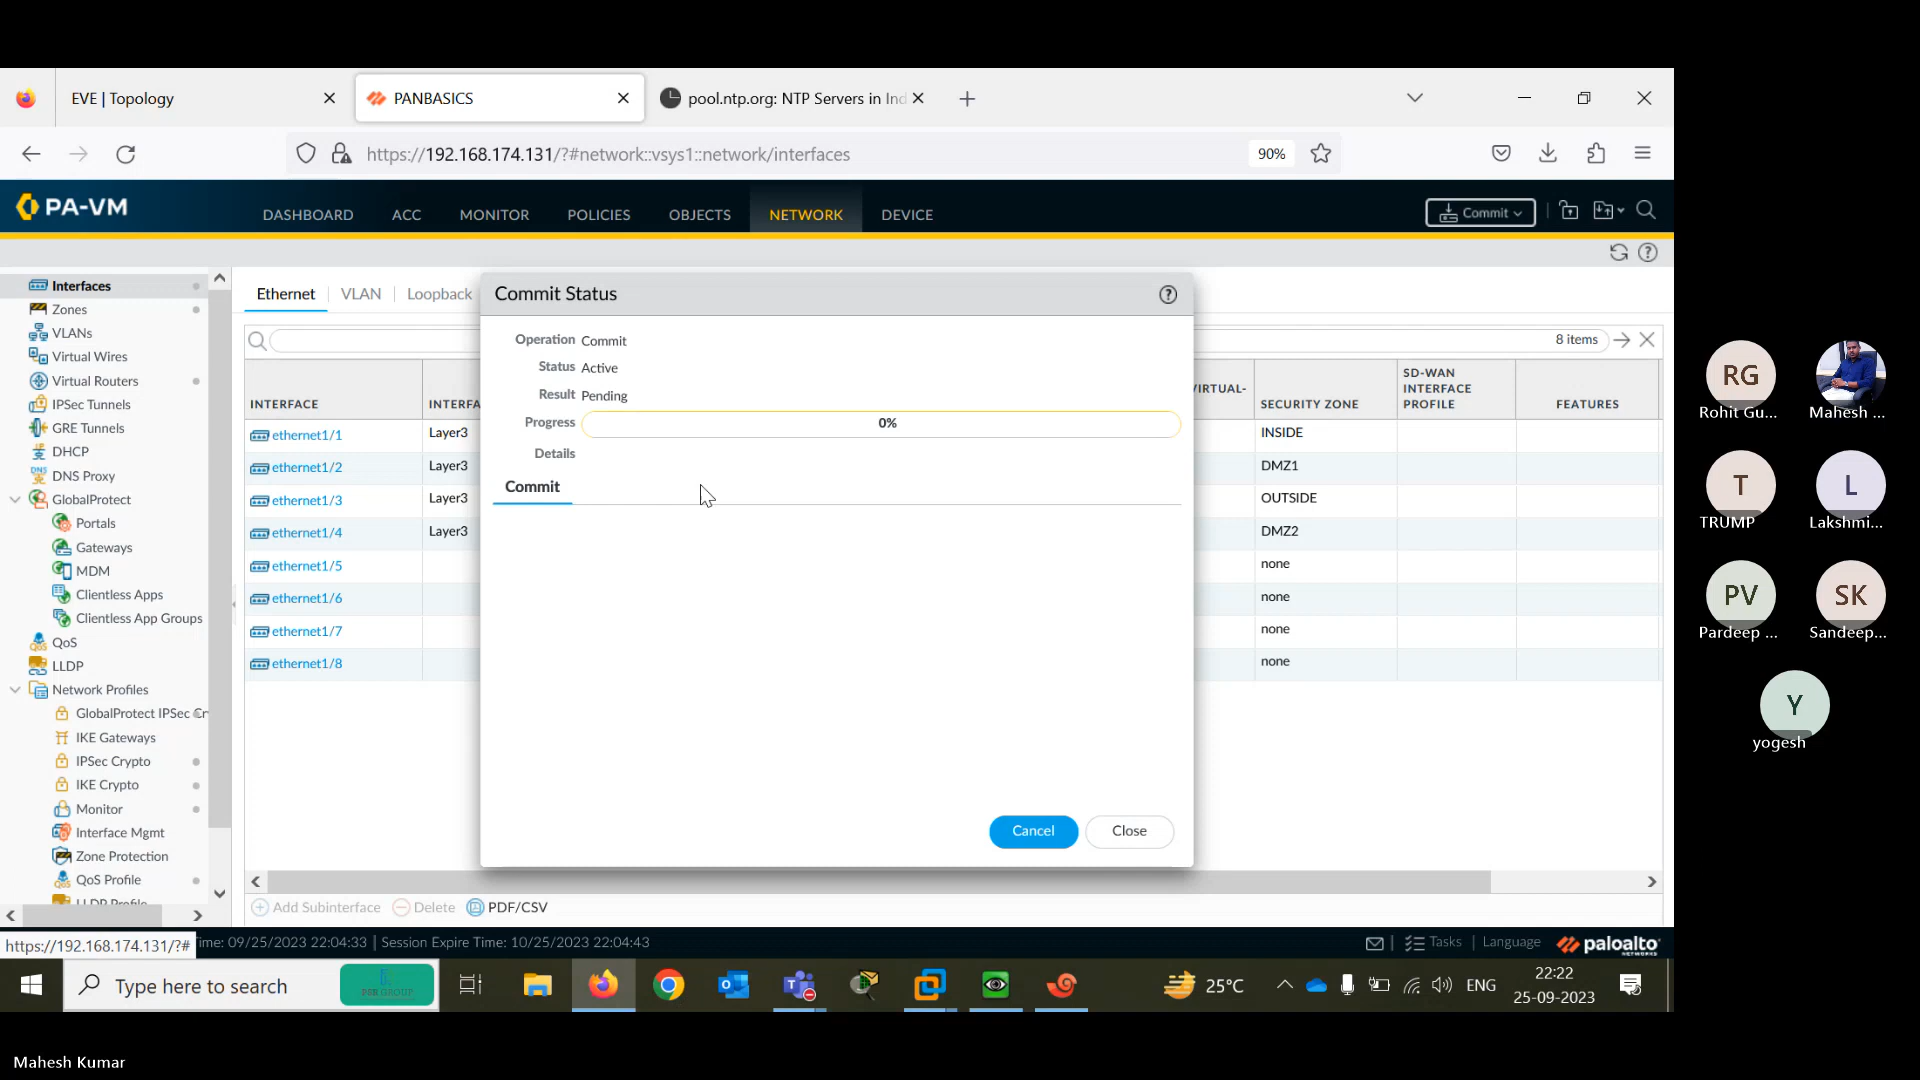 EVE | Topology
PANBASICS
pool.ntp.org: NTP Servers in Ind
https://192.168.174.131/?#network::vsys1::network/interfaces
90%
PA-VM
DASHBOARD
ACC
MONITOR
POLICIES
OBJECTS
NETWORK
DEVICE
Commit
Interfaces
Zones
VLANs
Virtual Wires
Virtual Routers
IPSec Tunnels
GRE Tunnels
DHCP
DNS Proxy
GlobalProtect
Portals
Gateways
MDM
Clientless Apps
Clientless App Groups
QoS
LLDP
Network Profiles
GlobalProtect IPSec Cr
IKE Gateways
IPSec Crypto
IKE Crypto
Monitor
Interface Mgmt
Zone Protection
QoS Profile
LLDP Profile
Ethernet
VLAN
Loopback
8 items
INTERFACE
INTERFA
VIRTUAL-
SECURITY ZONE
SD-WAN
INTERFACE
PROFILE
FEATURES
ethernet1/1 Layer3 INSIDE
ethernet1/2 Layer3 DMZ1
ethernet1/3 Layer3 OUTSIDE
ethernet1/4 Layer3 DMZ2
ethernet1/5 none
ethernet1/6 none
ethernet1/7 none
ethernet1/8 none
Commit Status
Operation Commit
Status Active
Result Pending
Progress 0%
Details
Commit
Cancel
Close
Add Subinterface
Delete
PDF/CSV
https://192.168.174.131/?#
Time: 09/25/2023 22:04:33 | Session Expire Time: 10/25/2023 22:04:43
Tasks
Language
paloalto
NETWORKS
Type here to search
PSR GROUP
25°C
ENG
22:22
25-09-2023
RG
Rohit Gu...
Mahesh ...
T
TRUMP
L
Lakshmi...
PV
Pardeep ...
SK
Sandeep...
Y
yogesh
Mahesh Kumar